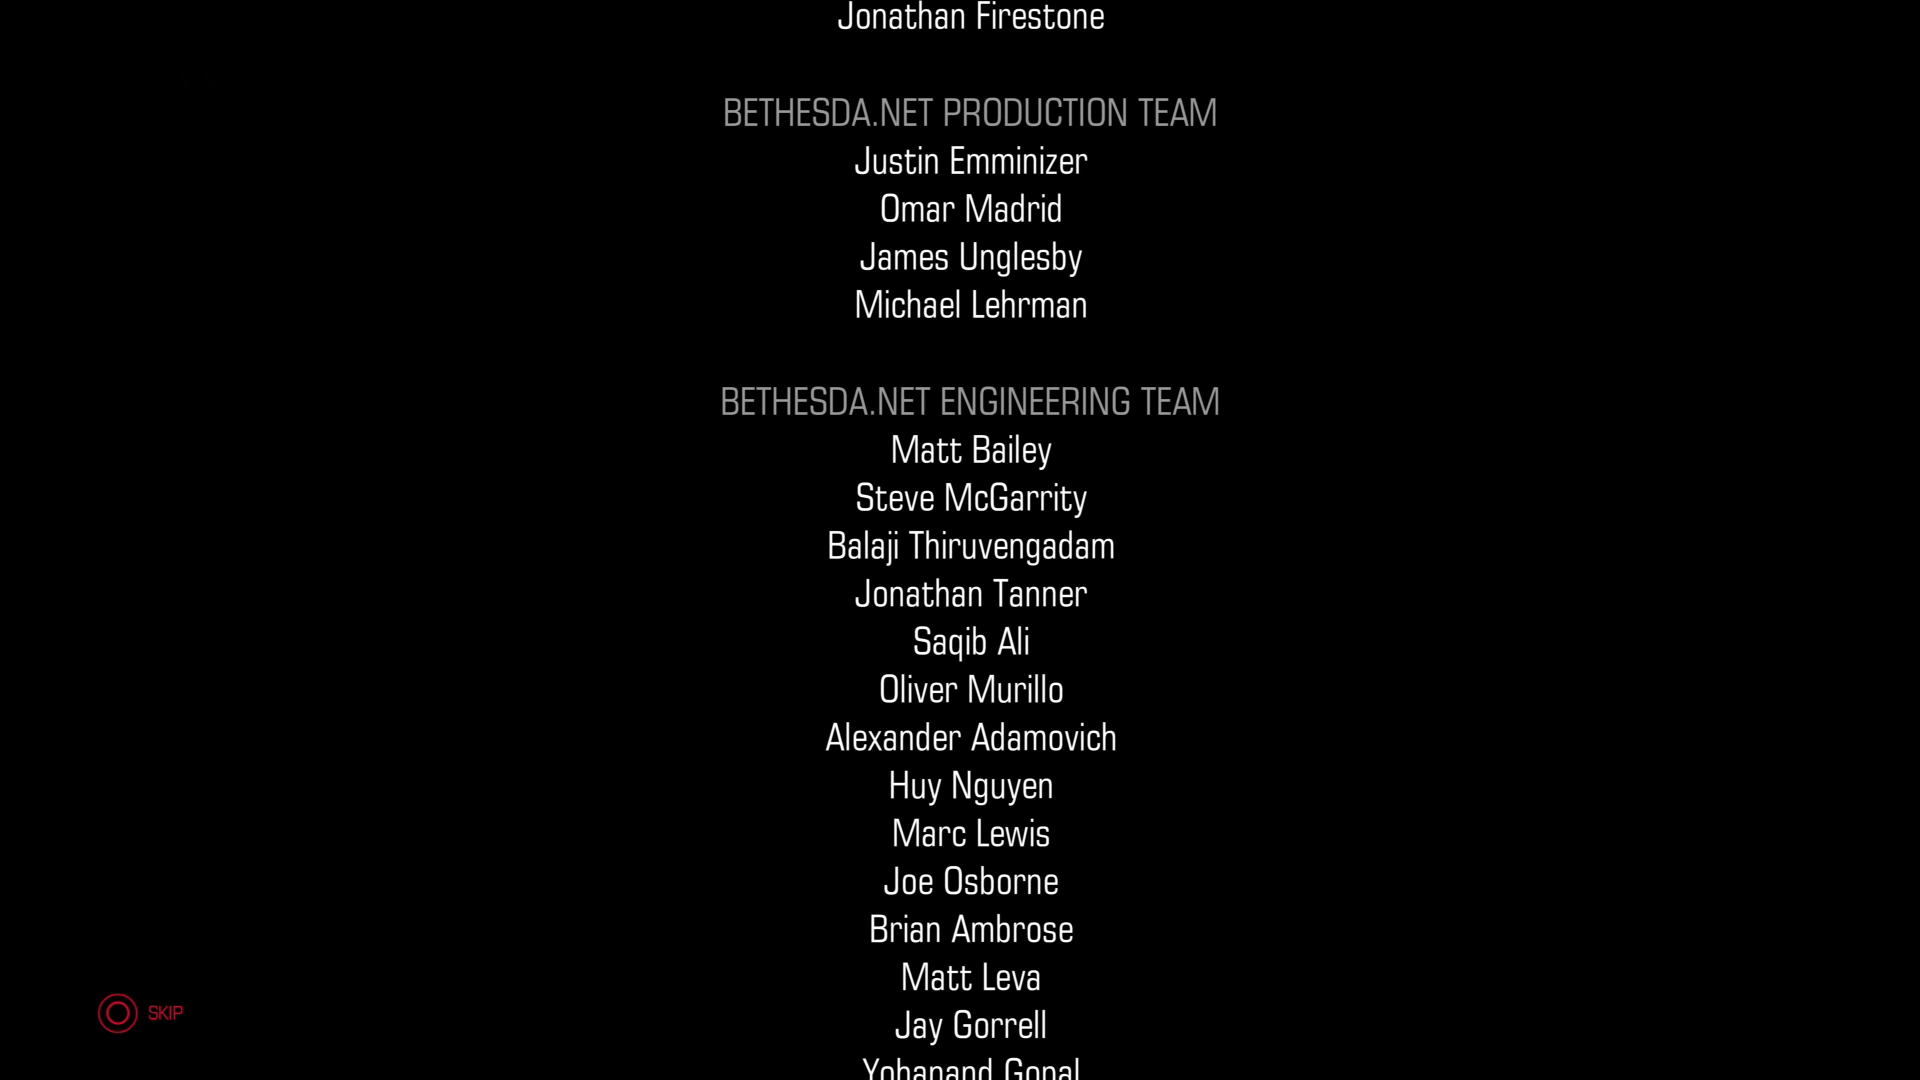 Jonathan Firestone
BETHESDA.NET PRODUCTION TEAM
Justin Emminizer
Omar Madrid
James Unglesby
Michael Lehrman
BETHESDA.NET ENGINEERING TEAM
Matt Bailey
Steve McGarrity
Balaji Thiruvengadam
Jonathan Tanner
Saqib Ali
Oliver Murillo
Alexander Adamovich
Huy Nguyen
Marc Lewis
Joe Osborne
Brian Ambrose
Matt Leva
SKIP
Jay Gorrell
Yohanand Gopal